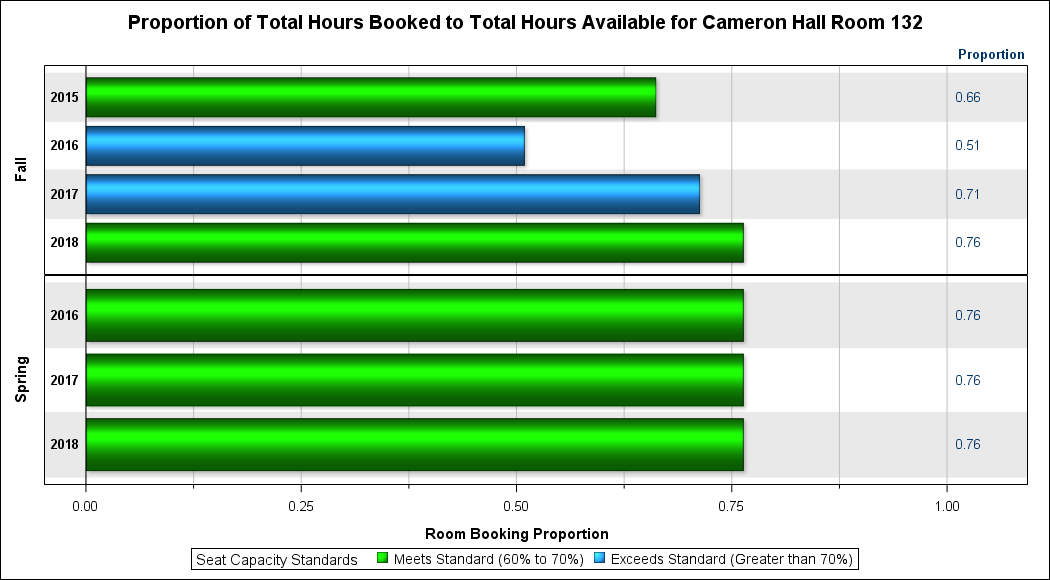 Proportion of Total Hours Booked to Total Hours Available for Cameron Hall Room 132
Proportion
Fall
2015 0.66
2016 0.51
2017 0.71
2018 0.76
Spring
2016 0.76
2017 0.76
2018 0.76
0.00 0.25 0.50 0.75 1.00
Room Booking Proportion
Seat Capacity Standards Meets Standard (60% to 70%) Exceeds Standard (Greater than 70%)